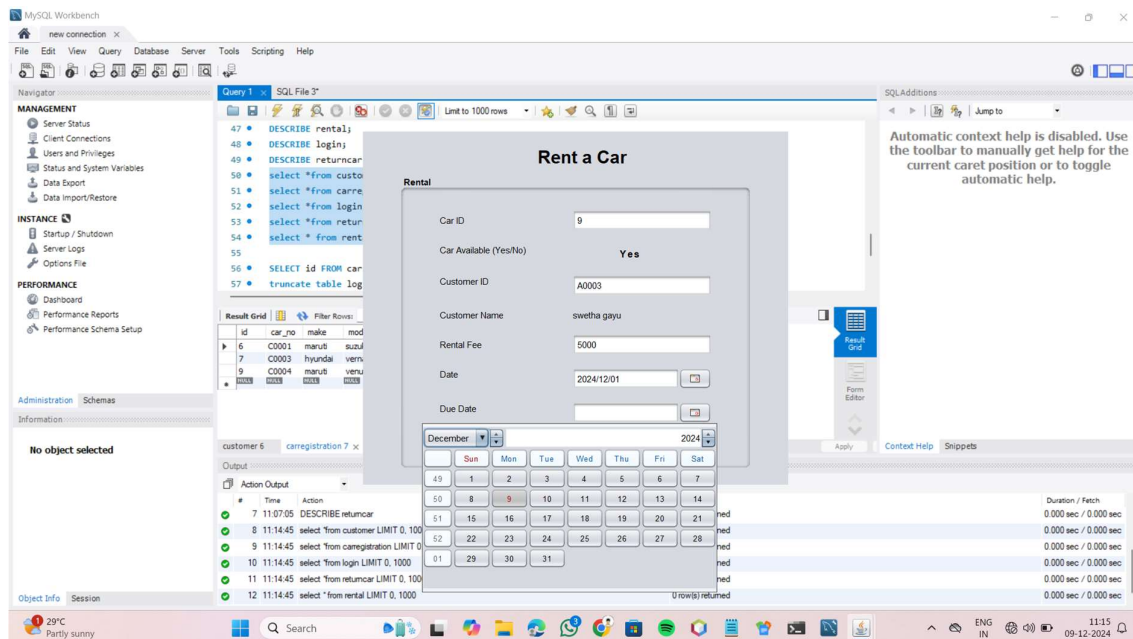 MySQL Workbench
new connection ×
File Edit View Query Database Server Tools Scripting Help
Navigator
MANAGEMENT
Server Status
Client Connections
Users and Privileges
Status and System Variables
Data Export
Data Import/Restore
INSTANCE
Startup / Shutdown
Server Logs
Options File
PERFORMANCE
Dashboard
Performance Reports
Performance Schema Setup
Administration Schemas
Information
No object selected
Object Info Session
Query 1 × SQL File 3*
Limit to 1000 rows
47 DESCRIBE rental;
48 DESCRIBE login;
49 DESCRIBE returncar
50 select *from custo
51 select *from carre
52 select *from login
53 select *from retur
54 select * from rent
55
56 SELECT id FROM car
57 truncate table log
Result Grid Filter Rows:
id car_no make mod
6 C0001 maruti suzu
7 C0003 hyundai verna
9 C0004 maruti venu
NULL NULL NULL NULL
customer 6 carregistration 7 ×
Rent a Car
Rental
Car ID 9
Car Available (Yes/No) Yes
Customer ID A0003
Customer Name swetha gayu
Rental Fee 5000
Date 2024/12/01
Due Date
December 2024
Sun Mon Tue Wed Thu Fri Sat
49 1 2 3 4 5 6 7
50 8 9 10 11 12 13 14
51 15 16 17 18 19 20 21
52 22 23 24 25 26 27 28
01 29 30 31
Result Grid
Form Editor
Apply
SQLAdditions
Jump to
Automatic context help is disabled. Use
the toolbar to manually get help for the
current caret position or to toggle
automatic help.
Context Help Snippets
Output
Action Output
# Time Action Duration / Fetch
7 11:07:05 DESCRIBE returncar ned 0.000 sec / 0.000 sec
8 11:14:45 select *from customer LIMIT 0, 100 ned 0.000 sec / 0.000 sec
9 11:14:45 select *from carregistration LIMIT 0 ned 0.000 sec / 0.000 sec
10 11:14:45 select *from login LIMIT 0, 1000 ned 0.000 sec / 0.000 sec
11 11:14:45 select *from returncar LIMIT 0, 100 ned 0.000 sec / 0.000 sec
12 11:14:45 select * from rental LIMIT 0, 1000 0 row(s) returned 0.000 sec / 0.000 sec
1
29°C
Partly sunny
Search
3
ENG
IN
11:15
09-12-2024